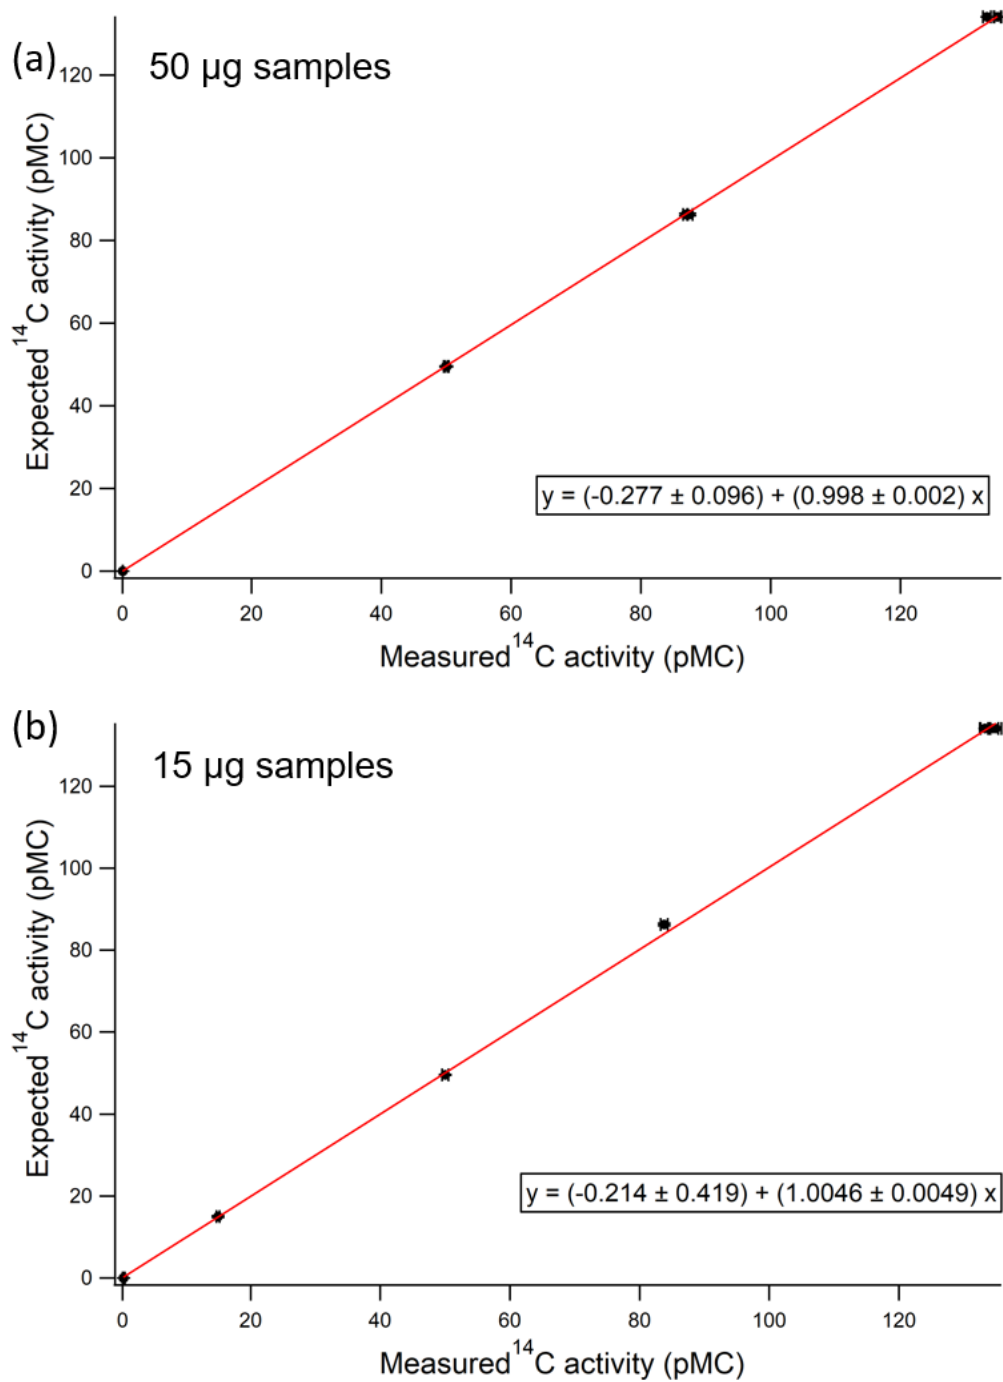 (a)
50 µg samples
Expected ¹⁴C activity (pMC)
120
100
80
60
40
20
0
y = (-0.277 ± 0.096) + (0.998 ± 0.002) x
0 20 40 60 80 100 120
Measured ¹⁴C activity (pMC)
(b)
15 µg samples
Expected ¹⁴C activity (pMC)
120
100
80
60
40
20
0
y = (-0.214 ± 0.419) + (1.0046 ± 0.0049) x
0 20 40 60 80 100 120
Measured ¹⁴C activity (pMC)